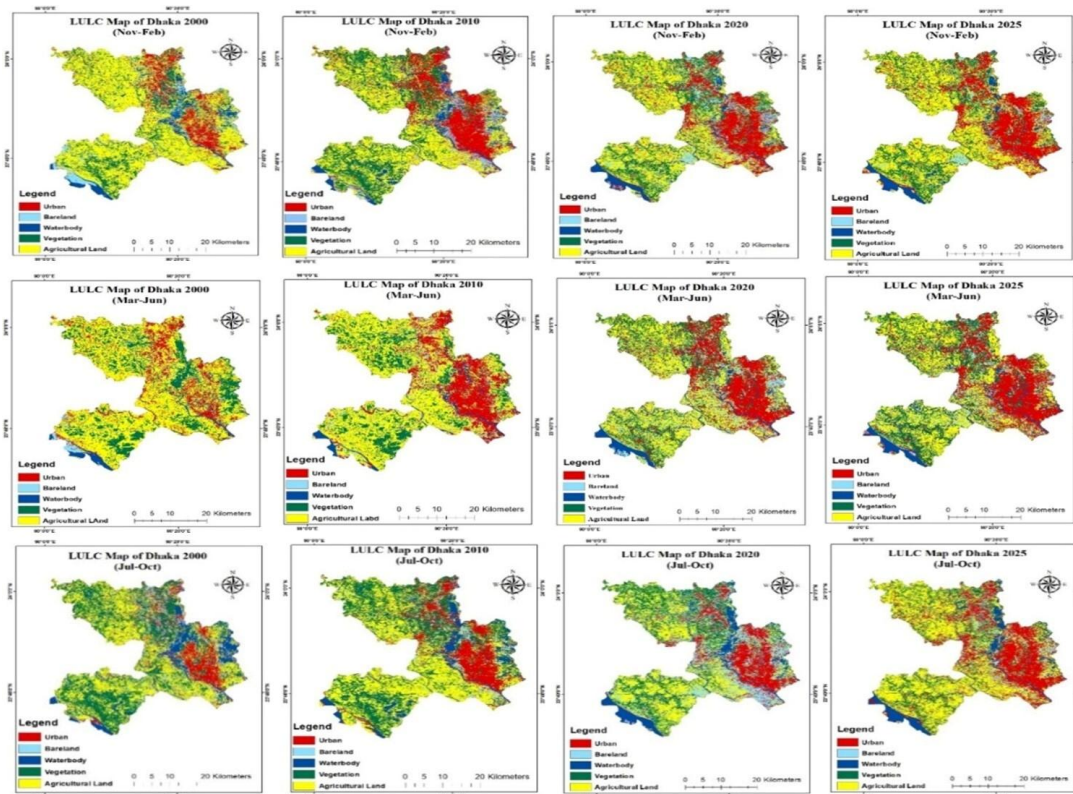 LULC Map of Dhaka 2000
(Nov-Feb)
Legend
Urban
Bareland
Waterbody
Vegetation
Agricultural Land
0 5 10 20 Kilometers
LULC Map of Dhaka 2010
(Nov-Feb)
Legend
Urban
Bareland
Waterbody
Vegetation
Agricultural Land
0 5 10 20 Kilometers
LULC Map of Dhaka 2020
(Nov-Feb)
Legend
Urban
Bareland
Waterbody
Vegetation
Agricultural Land
0 5 10 20 Kilometers
LULC Map of Dhaka 2025
(Nov-Feb)
Legend
Urban
Bareland
Waterbody
Vegetation
Agricultural Land
0 5 10 20 Kilometers
LULC Map of Dhaka 2000
(Mar-Jun)
Legend
Urban
Bareland
Waterbody
Vegetation
Agricultural LAnd
0 5 10 20 Kilometers
LULC Map of Dhaka 2010
(Mar-Jun)
Legend
Urban
Bareland
Waterbody
Vegetation
Agricultural Labd
0 5 10 20 Kilometers
LULC Map of Dhaka 2020
(Mar-Jun)
Legend
Urban
Bareland
Waterbody
Vegetation
Agricultural Land
0 5 10 20 Kilometers
LULC Map of Dhaka 2025
(Mar-Jun)
Legend
Urban
Bareland
Waterbody
Vegetation
Agricultural Land
0 5 10 20 Kilometers
LULC Map of Dhaka 2000
(Jul-Oct)
Legend
Urban
Bareland
Waterbody
Vegetation
Agricultural Land
0 5 10 20 Kilometers
LULC Map of Dhaka 2010
(Jul-Oct)
Legend
Urban
Bareland
Waterbody
Vegetation
Agricultural Land
0 5 10 20 Kilometers
LULC Map of Dhaka 2020
(Jul-Oct)
Legend
Urban
Bareland
Waterbody
Vegetation
Agricultural Land
0 5 10 20 Kilometers
LULC Map of Dhaka 2025
(Jul-Oct)
Legend
Urban
Bareland
Waterbody
Vegetation
Agricultural Land
0 5 10 20 Kilometers